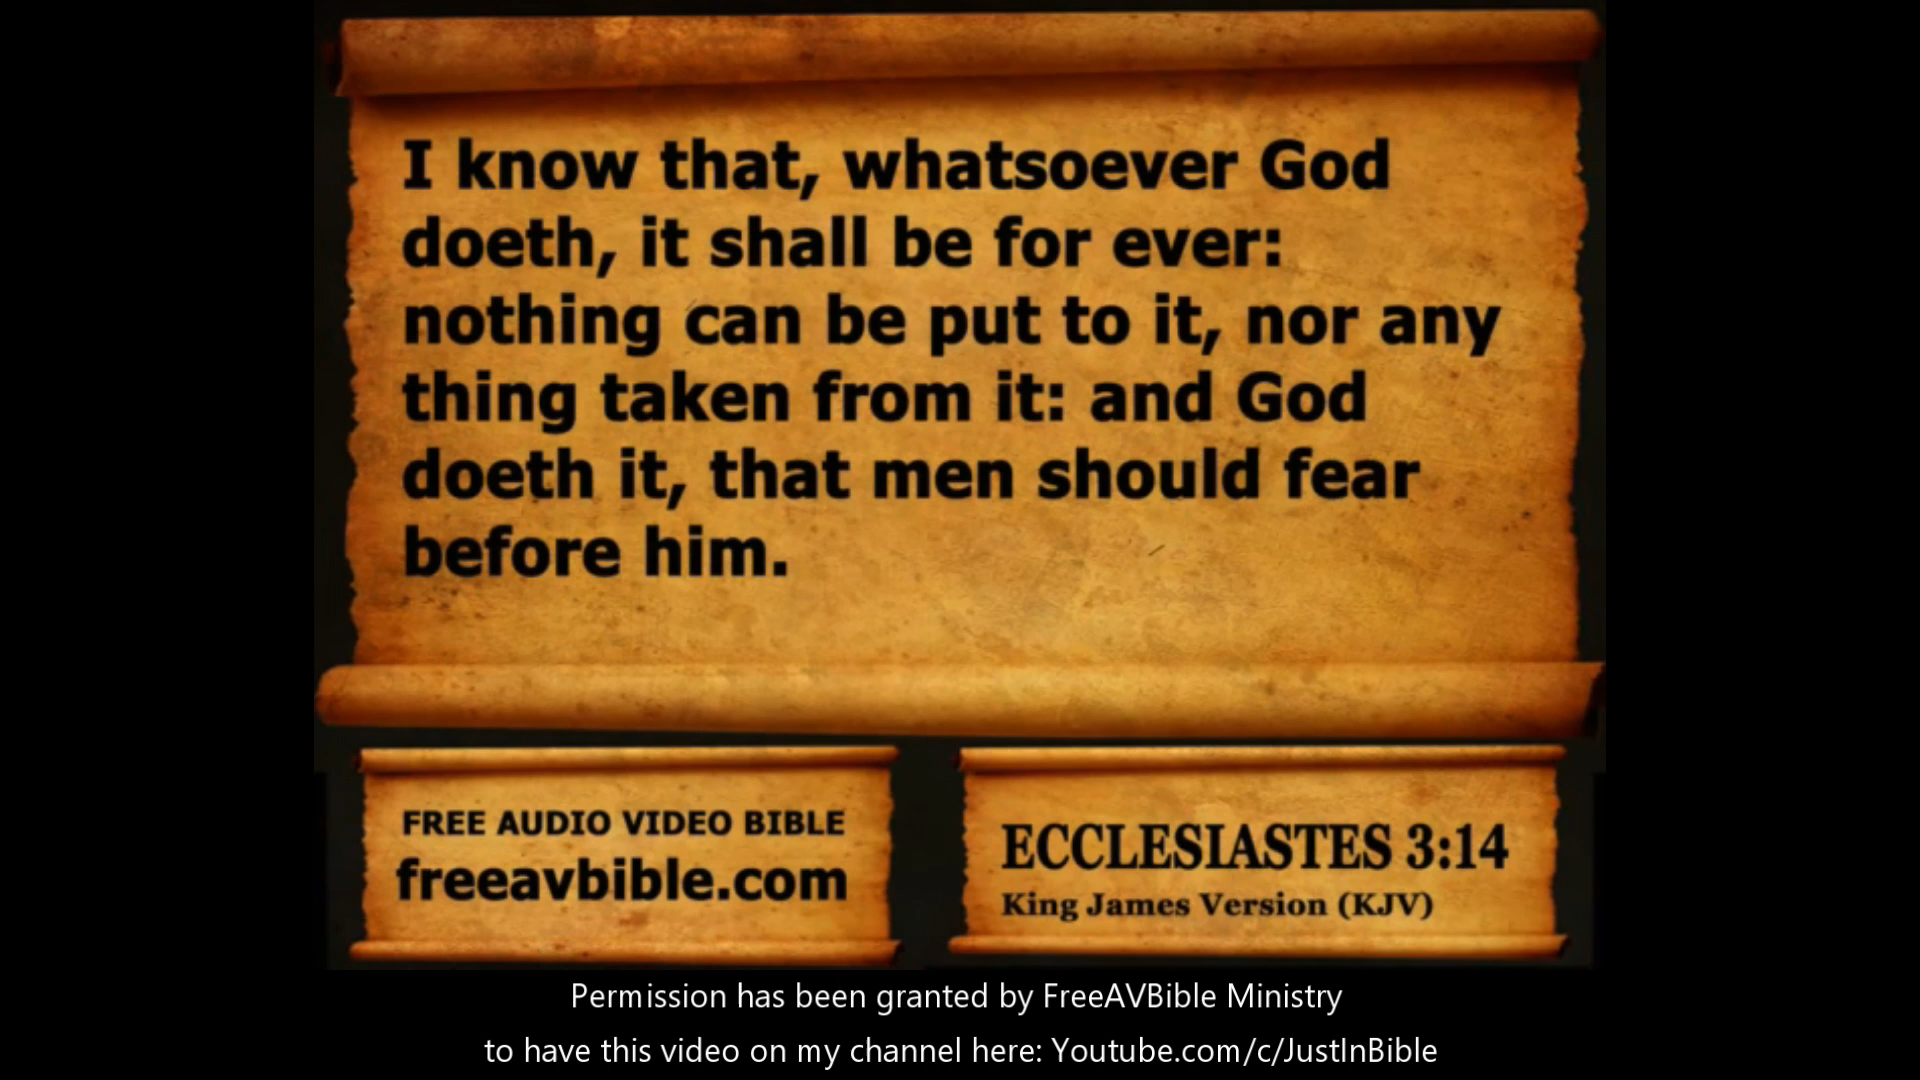 I know that, whatsoever God
doeth, it shall be for ever:
nothing can be put to it, nor any
thing taken from it: and God
doeth it, that men should fear
before him.
FREE AUDIO VIDEO BIBLE
freeavbible.com
ECCLESIASTES 3:14
King James Version (KJV)
Permission has been granted by FreeAVBible Ministry
to have this video on my channel here: Youtube.com/c/JustInBible